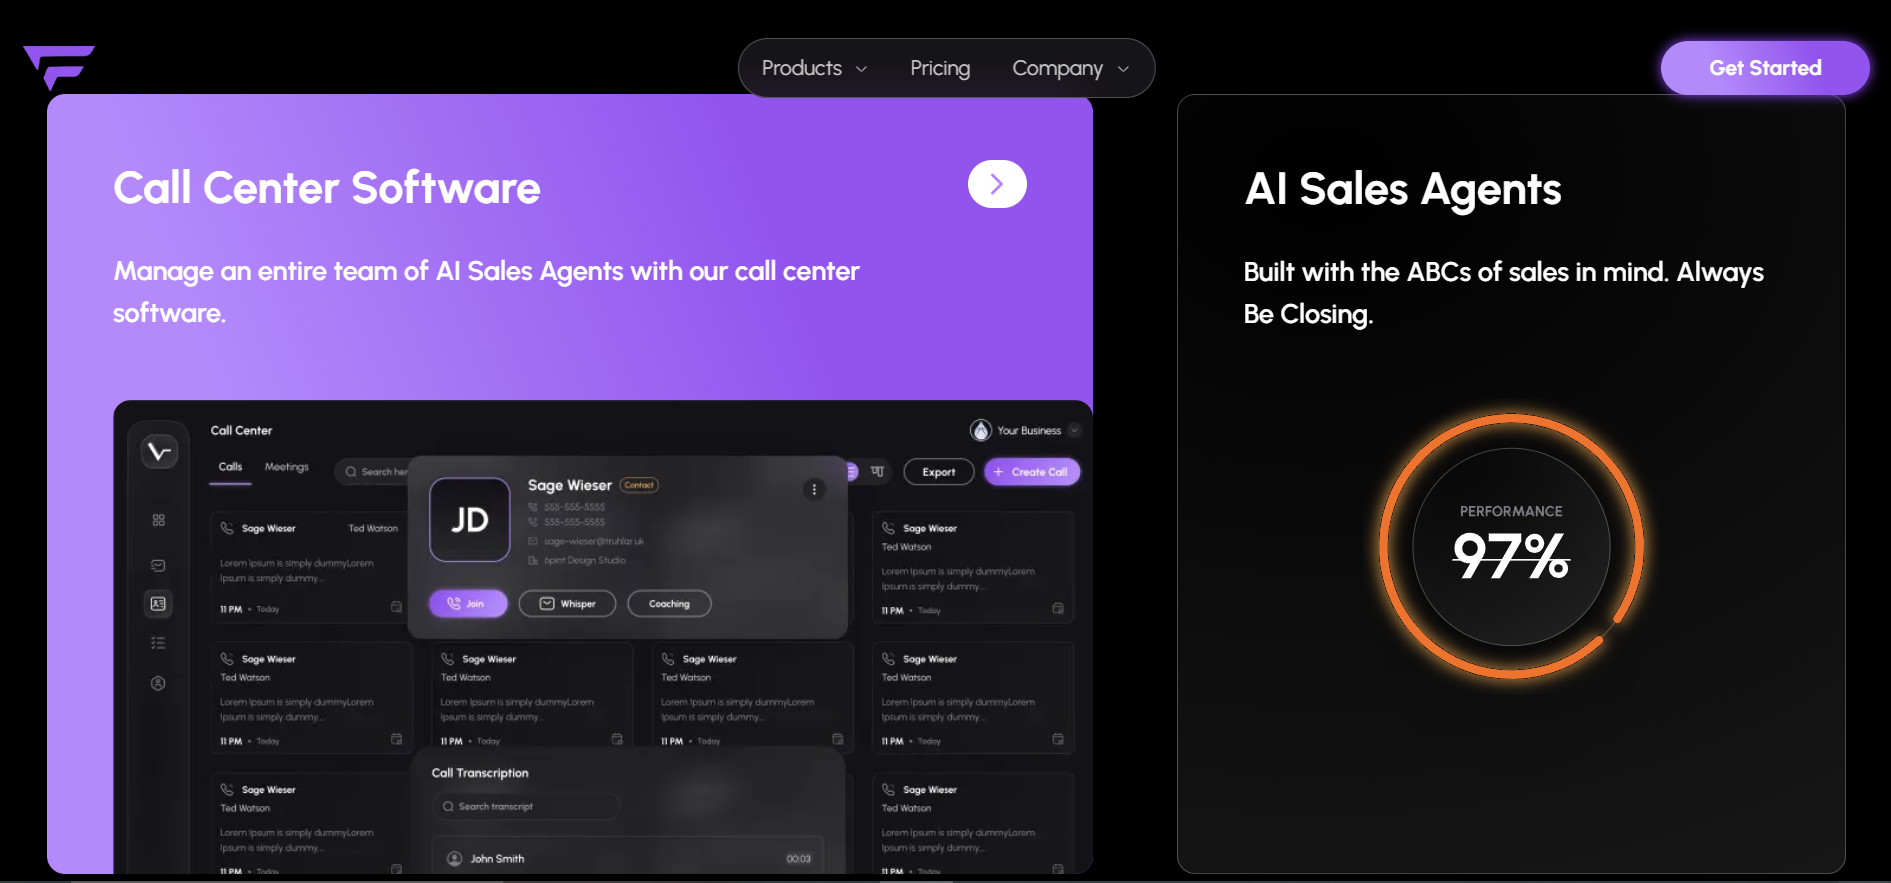 Products
Pricing
Company
Get Started
Call Center Software
Manage an entire team of AI Sales Agents with our call center
software.
Call Center
Your Business
Calls
Meetings
Search her
Export
+ Create Call
Sage Wieser
Ted Watson
Lorem Ipsum is simply dummyLorem
Ipsum is simply dummy...
11 PM • Today
JD
Sage Wieser
Contact
555-555-5555
555-555-5555
sage-wieser@truhlar.uk
6pint Design Studio
Join
Whisper
Coaching
Sage Wieser
Ted Watson
Lorem Ipsum is simply dummyLorem
Ipsum is simply dummy...
11 PM • Today
Sage Wieser
Ted Watson
Lorem Ipsum is simply dummyLorem
Ipsum is simply dummy...
11 PM • Today
Sage Wieser
Ted Watson
Lorem Ipsum is simply dummyLorem
Ipsum is simply dummy...
11 PM • Today
Sage Wieser
Ted Watson
Lorem Ipsum is simply dummyLorem
Ipsum is simply dummy...
11 PM • Today
Sage Wieser
Ted Watson
Lorem Ipsum is simply dummyLorem
Ipsum is simply dummy...
11 PM • Today
Sage Wieser
Ted Watson
Lorem Ipsum is simply dummyLorem
Ipsum is simply dummy...
11 PM • Today
Call Transcription
Search transcript
John Smith
00:03
Sage Wieser
Ted Watson
Lorem Ipsum is simply dummyLorem
Ipsum is simply dummy...
11 PM • Today
AI Sales Agents
Built with the ABCs of sales in mind. Always
Be Closing.
PERFORMANCE
97%